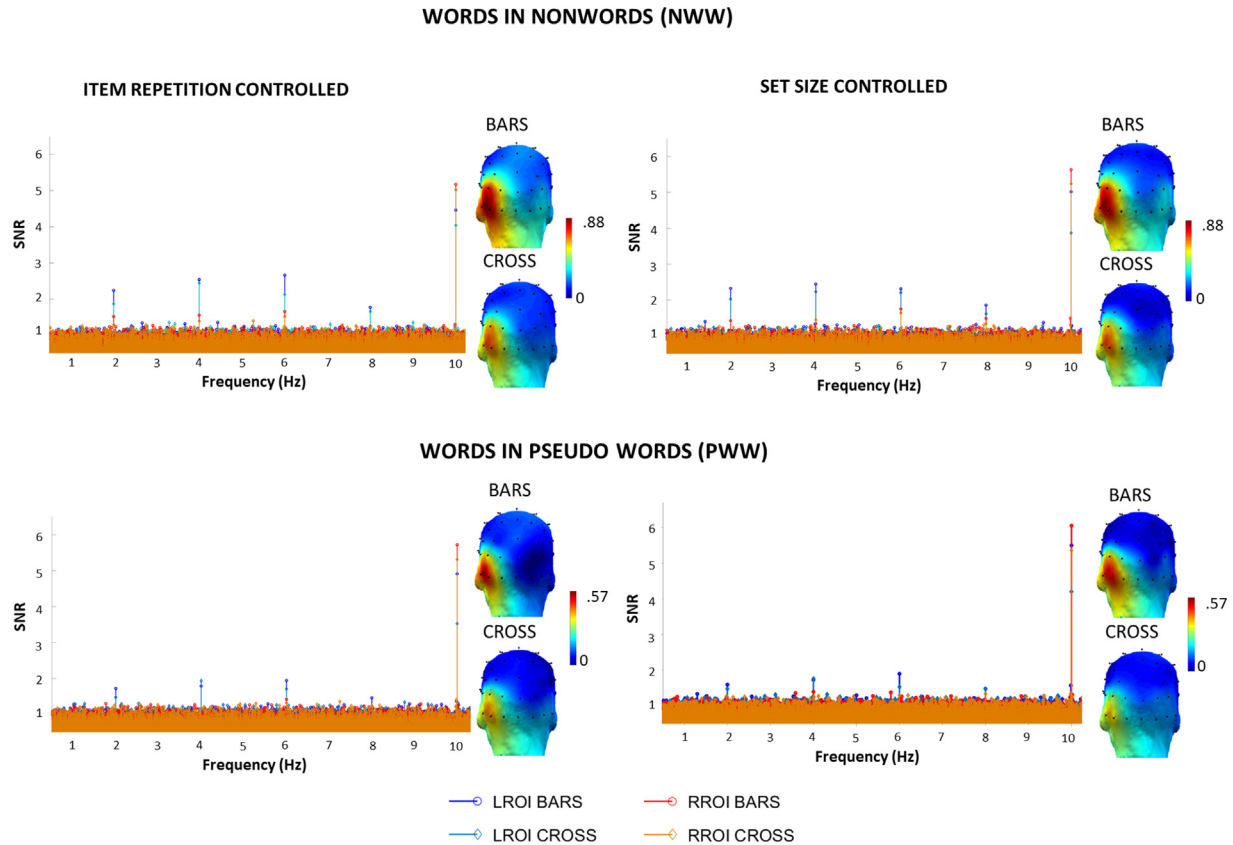 WORDS IN NONWORDS (NWW)
ITEM REPETITION CONTROLLED
SET SIZE CONTROLLED
BARS
6
5
4
3
2
1
SNR
1 2 3 4 5 6 7 8 9 10
Frequency (Hz)
.88
0
CROSS
BARS
6
5
4
3
2
1
SNR
1 2 3 4 5 6 7 8 9 10
Frequency (Hz)
.88
0
CROSS
WORDS IN PSEUDO WORDS (PWW)
BARS
6
5
4
3
2
1
SNR
1 2 3 4 5 6 7 8 9 10
Frequency (Hz)
.57
0
CROSS
BARS
6
5
4
3
2
1
SNR
1 2 3 4 5 6 7 8 9 10
Frequency (Hz)
.57
0
CROSS
LROI BARS RROI BARS
LROI CROSS RROI CROSS